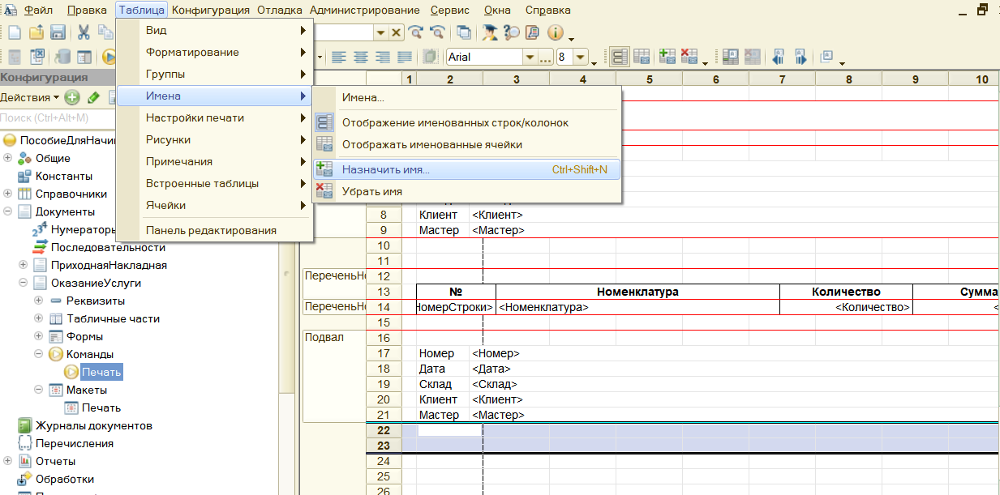 Файл Правка Таблица Конфигурация Отладка Администрирование Сервис Окна Справка
Arial 8
Вид
Форматирование
Группы
Имена
Настройки печати
Рисунки
Примечания
Встроенные таблицы
Ячейки
Панель редактирования
Имена...
Отображение именованных строк/колонок
Отображать именованные ячейки
Назначить имя... Ctrl+Shift+N
Убрать имя
Конфигурация
Действия
Поиск (Ctrl+Alt+M)
ПособиеДляНачин
Общие
Константы
Справочники
Документы
Нумераторы
Последовательности
ПриходнаяНакладная
ОказаниеУслуги
Реквизиты
Табличные части
Формы
Команды
Печать
Макеты
Печать
Журналы документов
Перечисления
Отчеты
Обработки
1 2 3 4 5 6 7 8 9 10
8 Клиент <Клиент>
9 Мастер <Мастер>
10
11
ПереченьНо 12
13 № Номенклатура Количество Сумма
ПереченьНо 14 НомерСтроки> <Номенклатура> <Количество> <
15
Подвал 16
17 Номер <Номер>
18 Дата <Дата>
19 Склад <Склад>
20 Клиент <Клиент>
21 Мастер <Мастер>
22
23
24
25
26